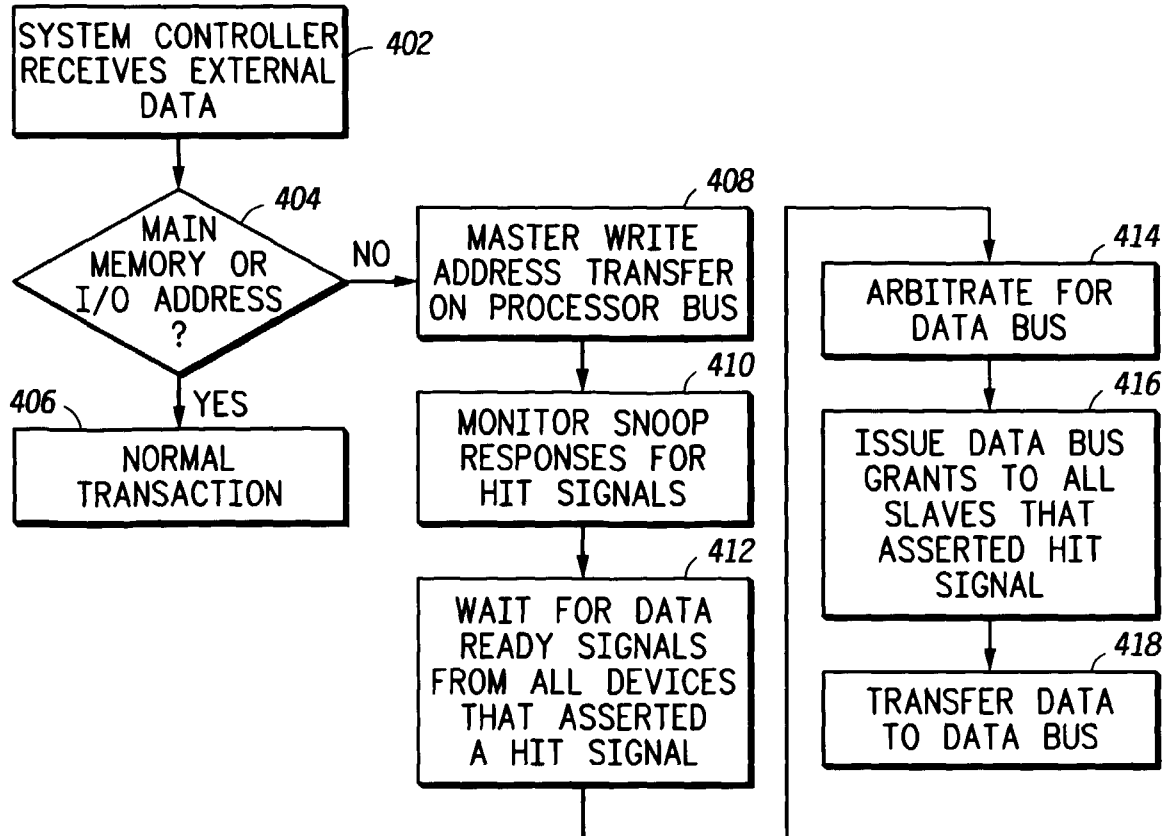 SYSTEM CONTROLLER
RECEIVES EXTERNAL
DATA
402
MAIN
MEMORY OR
I/O ADDRESS
?
404
NO
YES
406
NORMAL
TRANSACTION
408
MASTER WRITE
ADDRESS TRANSFER
ON PROCESSOR BUS
410
MONITOR SNOOP
RESPONSES FOR
HIT SIGNALS
412
WAIT FOR DATA
READY SIGNALS
FROM ALL DEVICES
THAT ASSERTED
A HIT SIGNAL
414
ARBITRATE FOR
DATA BUS
416
ISSUE DATA BUS
GRANTS TO ALL
SLAVES THAT
ASSERTED HIT
SIGNAL
418
TRANSFER DATA
TO DATA BUS